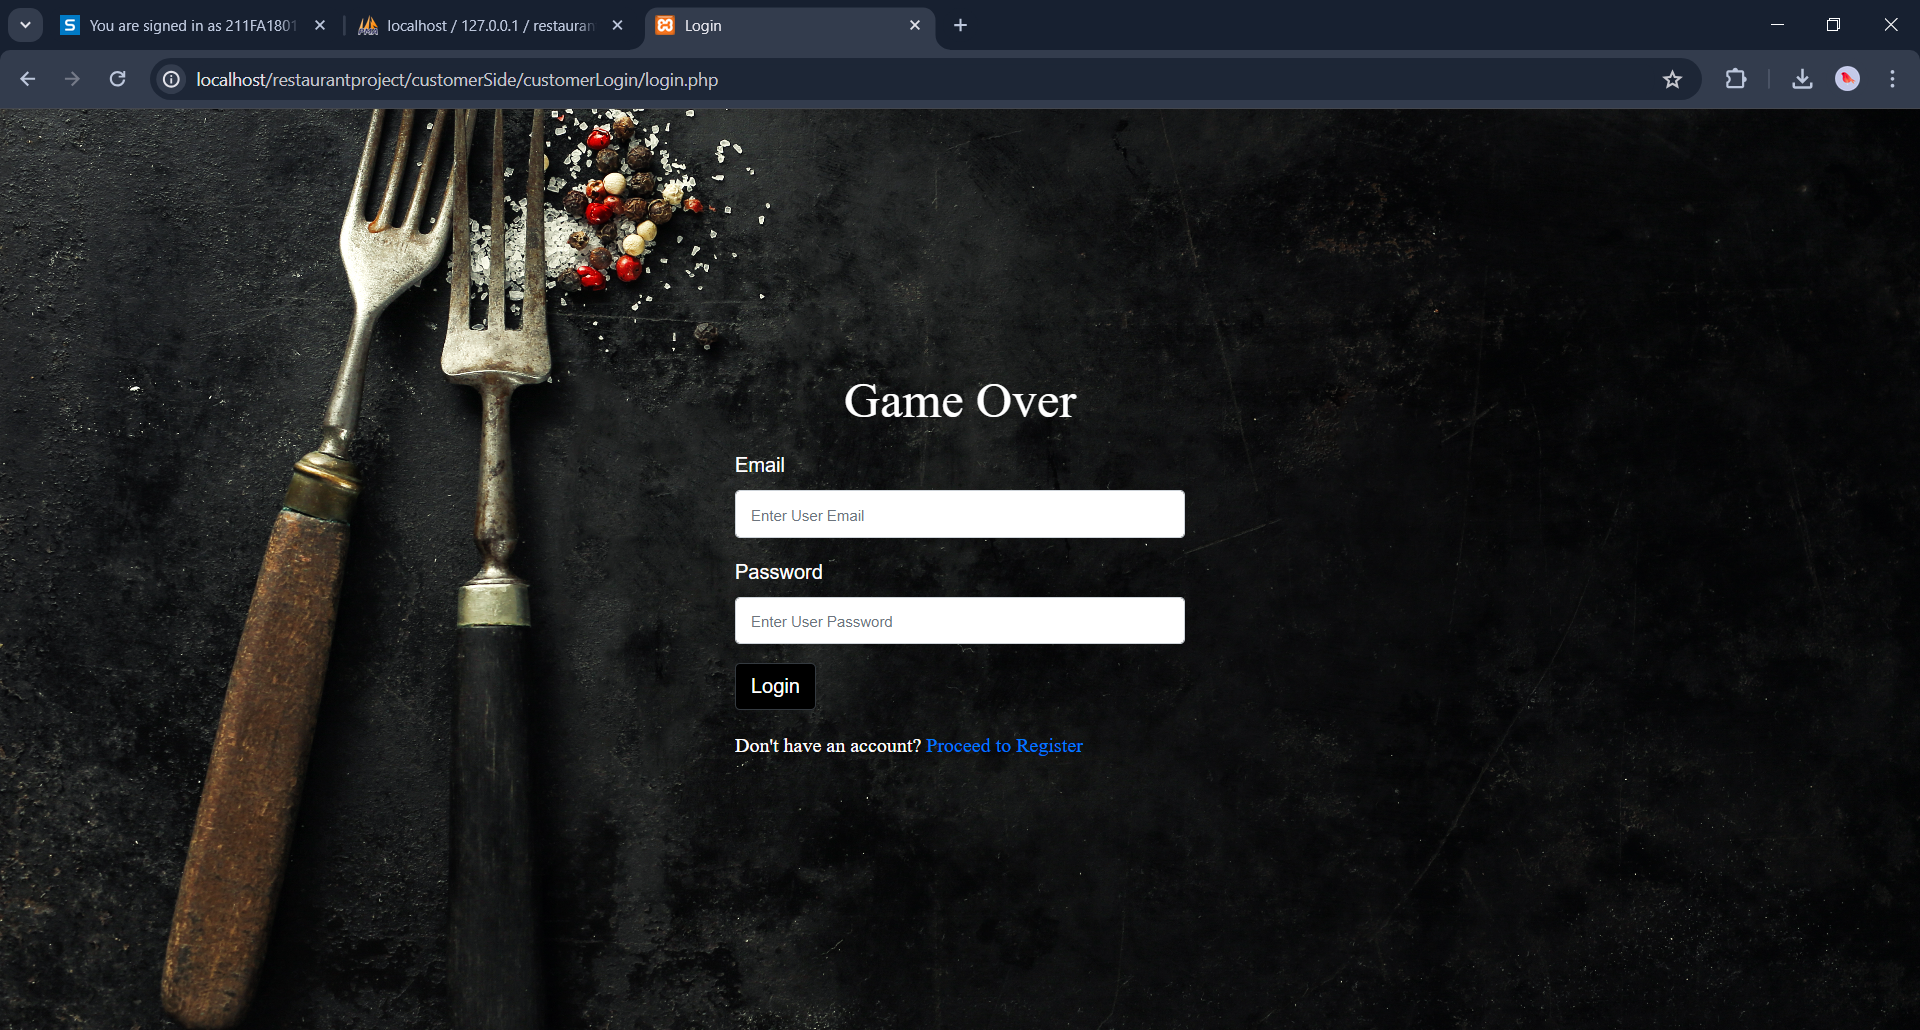 You are signed in as 211FA1801
localhost / 127.0.0.1 / restauran
Login
localhost/restaurantproject/customerSide/customerLogin/login.php
Game Over
Email
Enter User Email
Password
Enter User Password
Login
Don't have an account? Proceed to Register